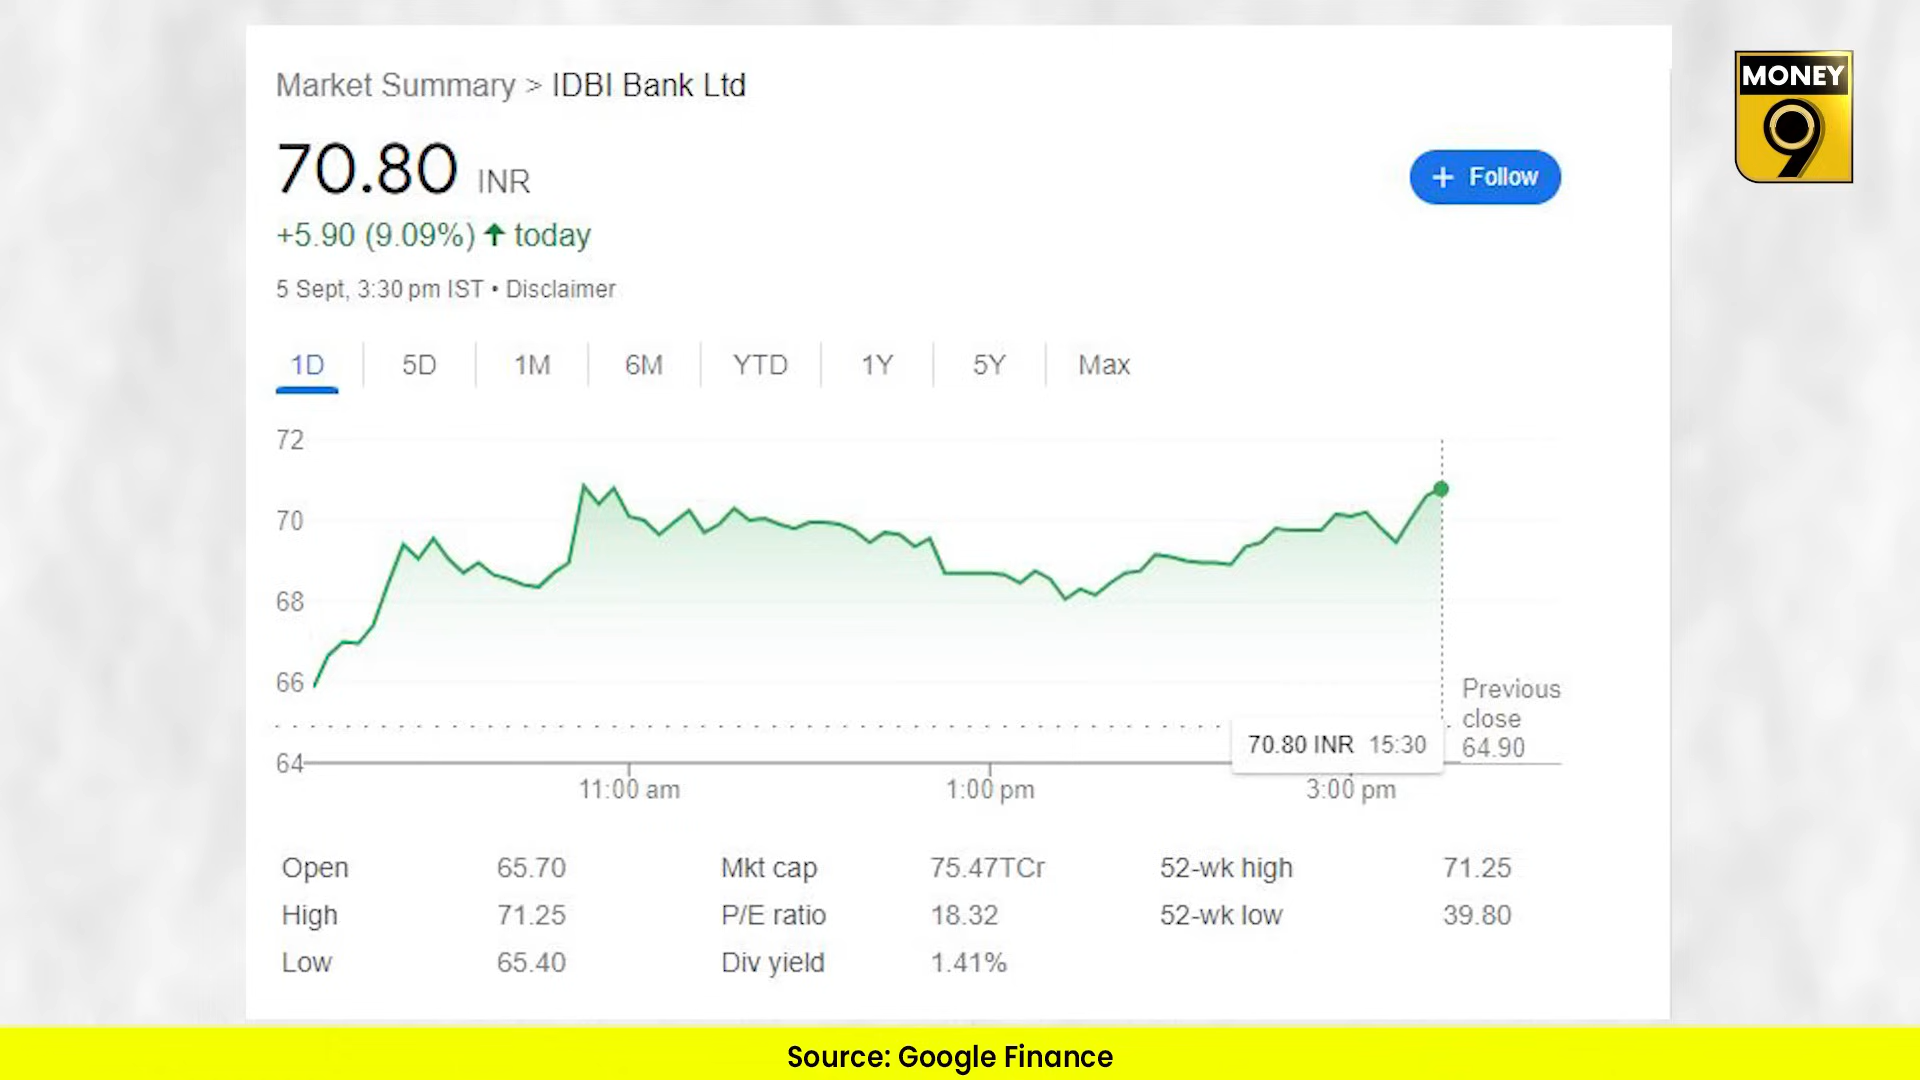 MONEY
9
Market Summary > IDBI Bank Ltd
70.80 INR
+ Follow
+5.90 (9.09%) ↑ today
5 Sept, 3:30 pm IST • Disclaimer
1D 5D 1M 6M YTD 1Y 5Y Max
72
70
68
66
64
Previous
close
64.90
70.80 INR 15:30
11:00 am 1:00 pm 3:00 pm
Open 65.70 Mkt cap 75.47TCr 52-wk high 71.25
High 71.25 P/E ratio 18.32 52-wk low 39.80
Low 65.40 Div yield 1.41%
Source: Google Finance